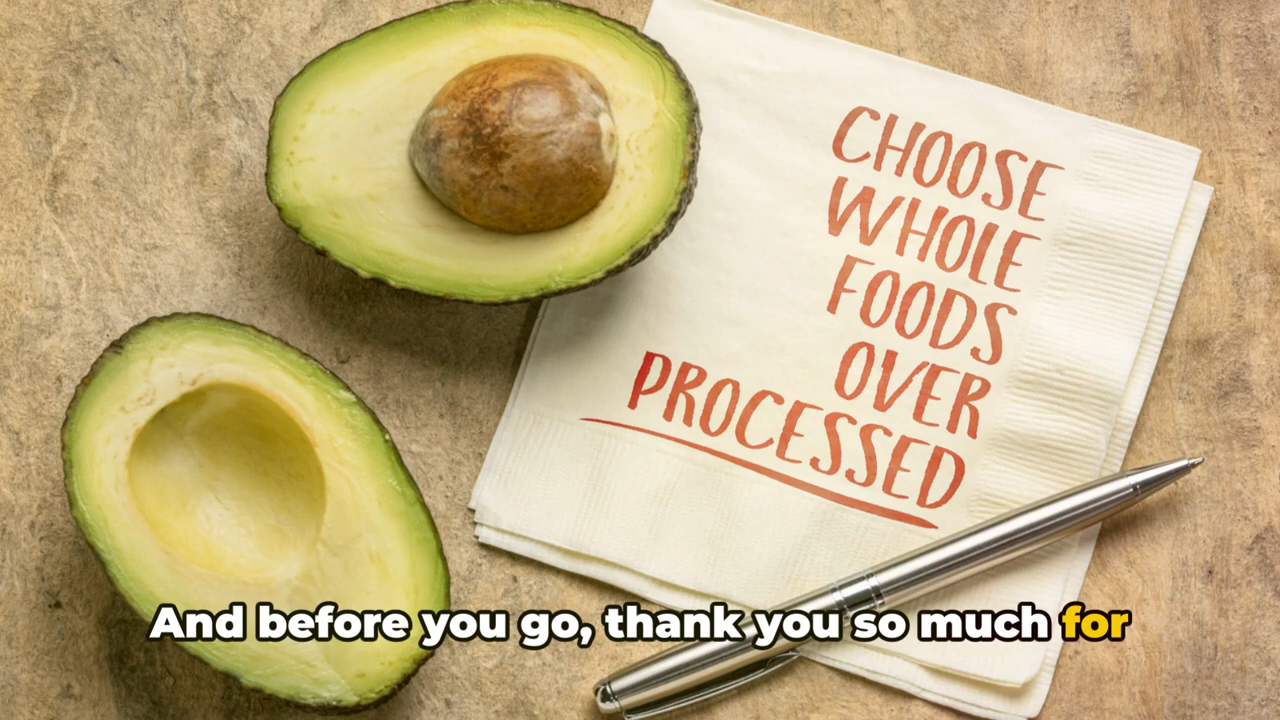 CHOOSE
WHOLE
FOODS
OVER
PROCESSED
And before you go, thank you so much for